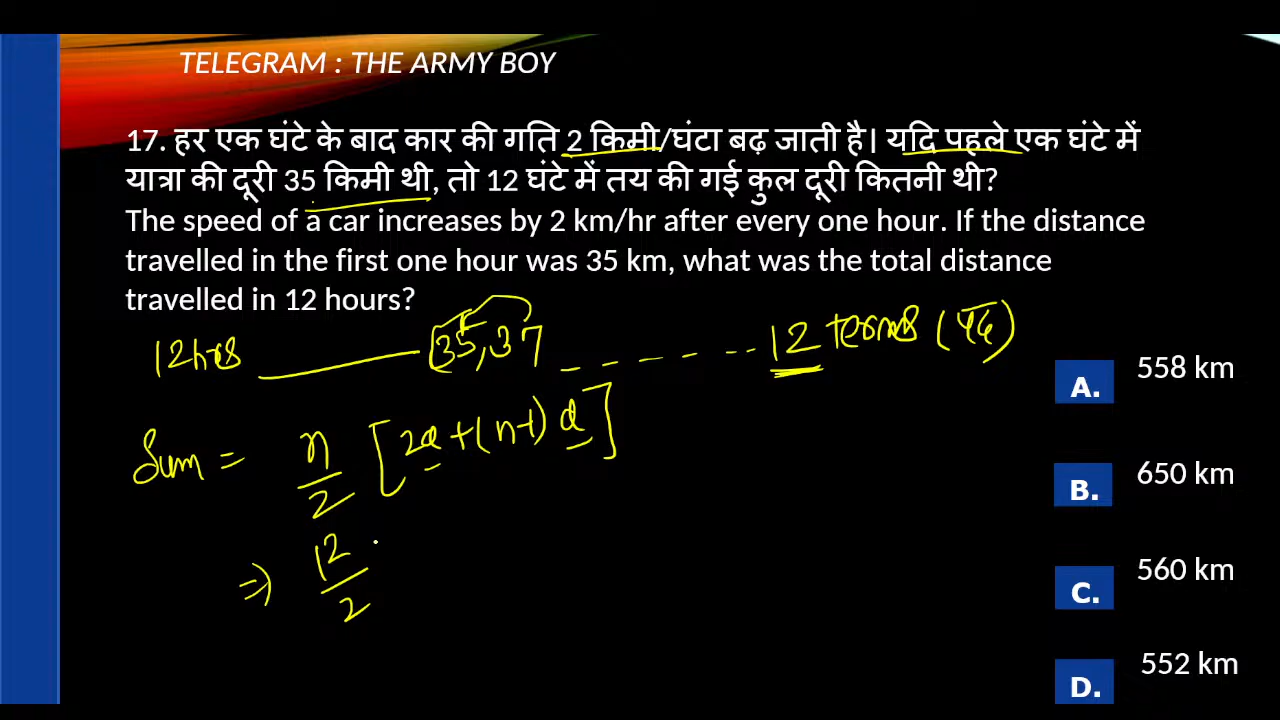 TELEGRAM : THE ARMY BOY
17. हर एक घंटे के बाद कार की गति 2 किमी/घंटा बढ़ जाती है। यदि पहले एक घंटे में
यात्रा की दूरी 35 किमी थी, तो 12 घंटे में तय की गई कुल दूरी कितनी थी?
The speed of a car increases by 2 km/hr after every one hour. If the distance
travelled in the first one hour was 35 km, what was the total distance
travelled in 12 hours?
12hrs 35, 37 - - - - - - - 12 terms
Sum = n/2 [2a+(n-1)d]
=> 12/2
A. 558 km
B. 650 km
C. 560 km
D. 552 km